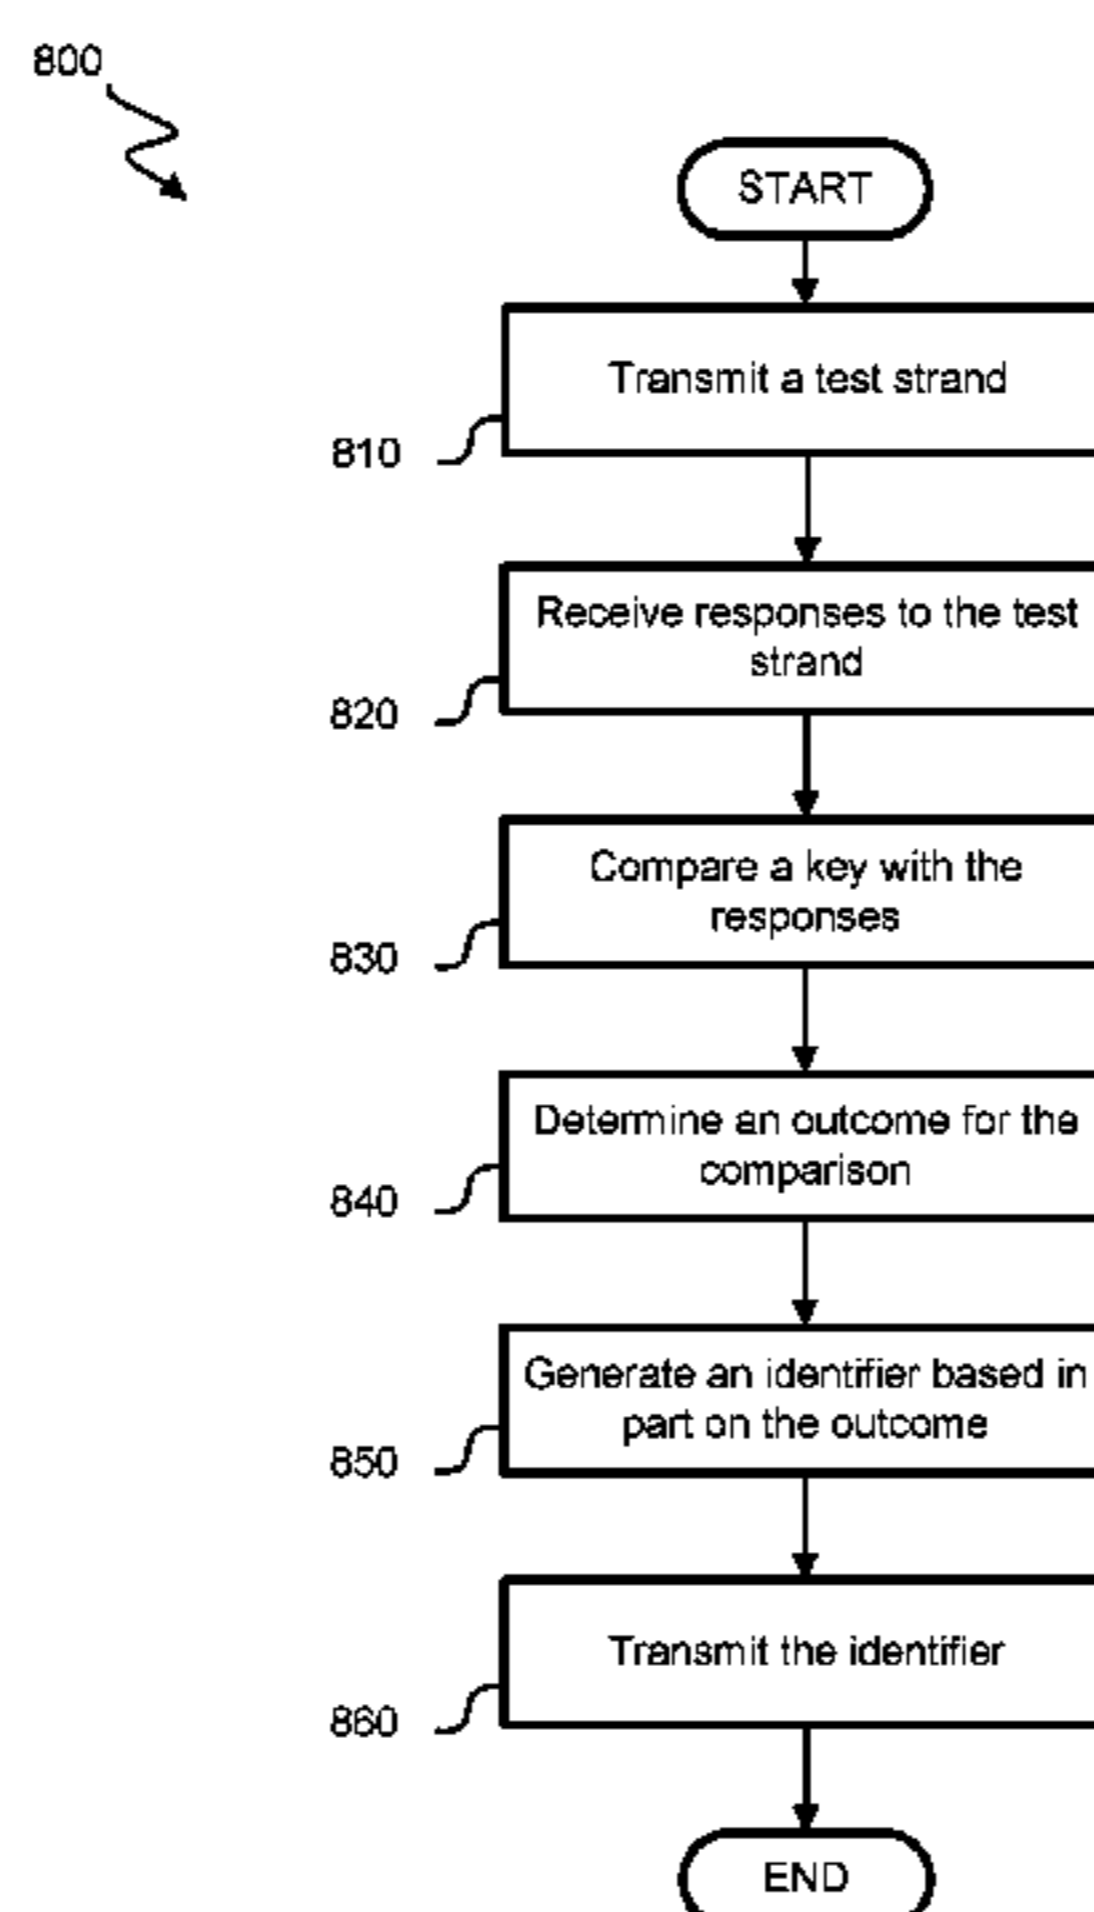 800
START
Transmit a test strand
810
Receive responses to the test
strand
820
Compare a key with the
responses
830
Determine an outcome for the
comparison
840
Generate an identifier based in
part on the outcome
850
Transmit the identifier
860
END